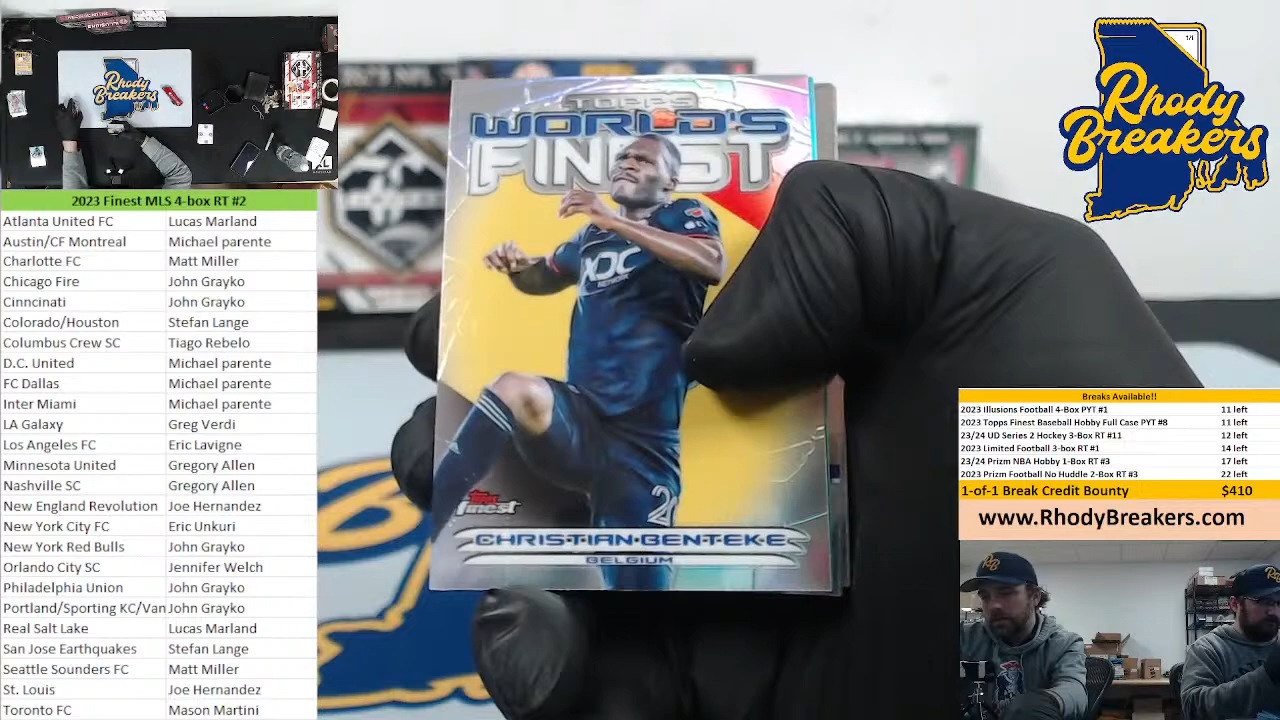 Rhody
Breakers
2023 Finest MLS 4-box RT #2
Atlanta United FC Lucas Marland
Austin/CF Montreal Michael parente
Charlotte FC Matt Miller
Chicago Fire John Grayko
Cinncinati John Grayko
Colorado/Houston Stefan Lange
Columbus Crew SC Tiago Rebelo
D.C. United Michael parente
FC Dallas Michael parente
Inter Miami Michael parente
LA Galaxy Greg Verdi
Los Angeles FC Eric Lavigne
Minnesota United Gregory Allen
Nashville SC Gregory Allen
New England Revolution Joe Hernandez
New York City FC Eric Unkuri
New York Red Bulls John Grayko
Orlando City SC Jennifer Welch
Philadelphia Union John Grayko
Portland/Sporting KC/Van John Grayko
Real Salt Lake Lucas Marland
San Jose Earthquakes Stefan Lange
Seattle Sounders FC Matt Miller
St. Louis Joe Hernandez
Toronto FC Mason Martini
TOPPS
WORLD'S
FINEST
XDC
NETWORK
20
Topps
finest
CHRISTIAN·BENTEKE
BELGIUM
1/1
Rhody
Breakers
Breaks Available!!
2023 Illusions Football 4-Box PYT #1 11 left
2023 Topps Finest Baseball Hobby Full Case PYT #8 11 left
23/24 UD Series 2 Hockey 3-Box RT #11 12 left
2023 Limited Football 3-box RT #1 14 left
23/24 Prizm NBA Hobby 1-Box RT #3 17 left
2023 Prizm Football No Huddle 2-Box RT #3 22 left
1-of-1 Break Credit Bounty $410
www.RhodyBreakers.com
RB